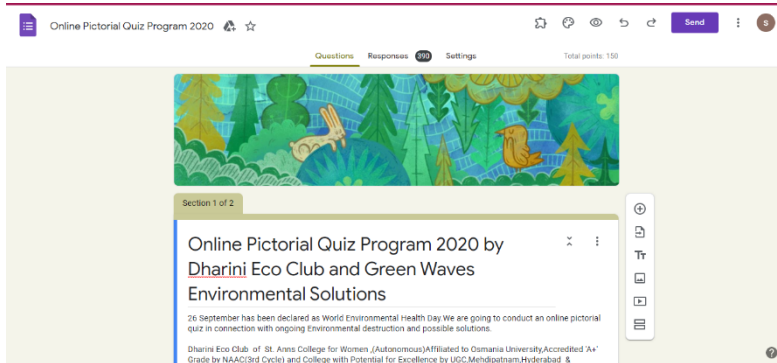 Online Pictorial Quiz Program 2020
Send
S
Questions Responses 390 Settings Total points: 150
Section 1 of 2
Online Pictorial Quiz Program 2020 by
Dharini Eco Club and Green Waves
Environmental Solutions
Tт
26 September has been declared as World Environmental Health Day.We are going to conduct an online pictorial
quiz in connection with ongoing Environmental destruction and possible solutions.
Dharini Eco Club of St. Anns College for Women ,(Autonomous)Affiliated to Osmania University,Accredited 'A+'
Grade by NAAC(3rd Cycle) and College with Potential for Excellence by UGC,Mehdipatnam,Hyderabad &